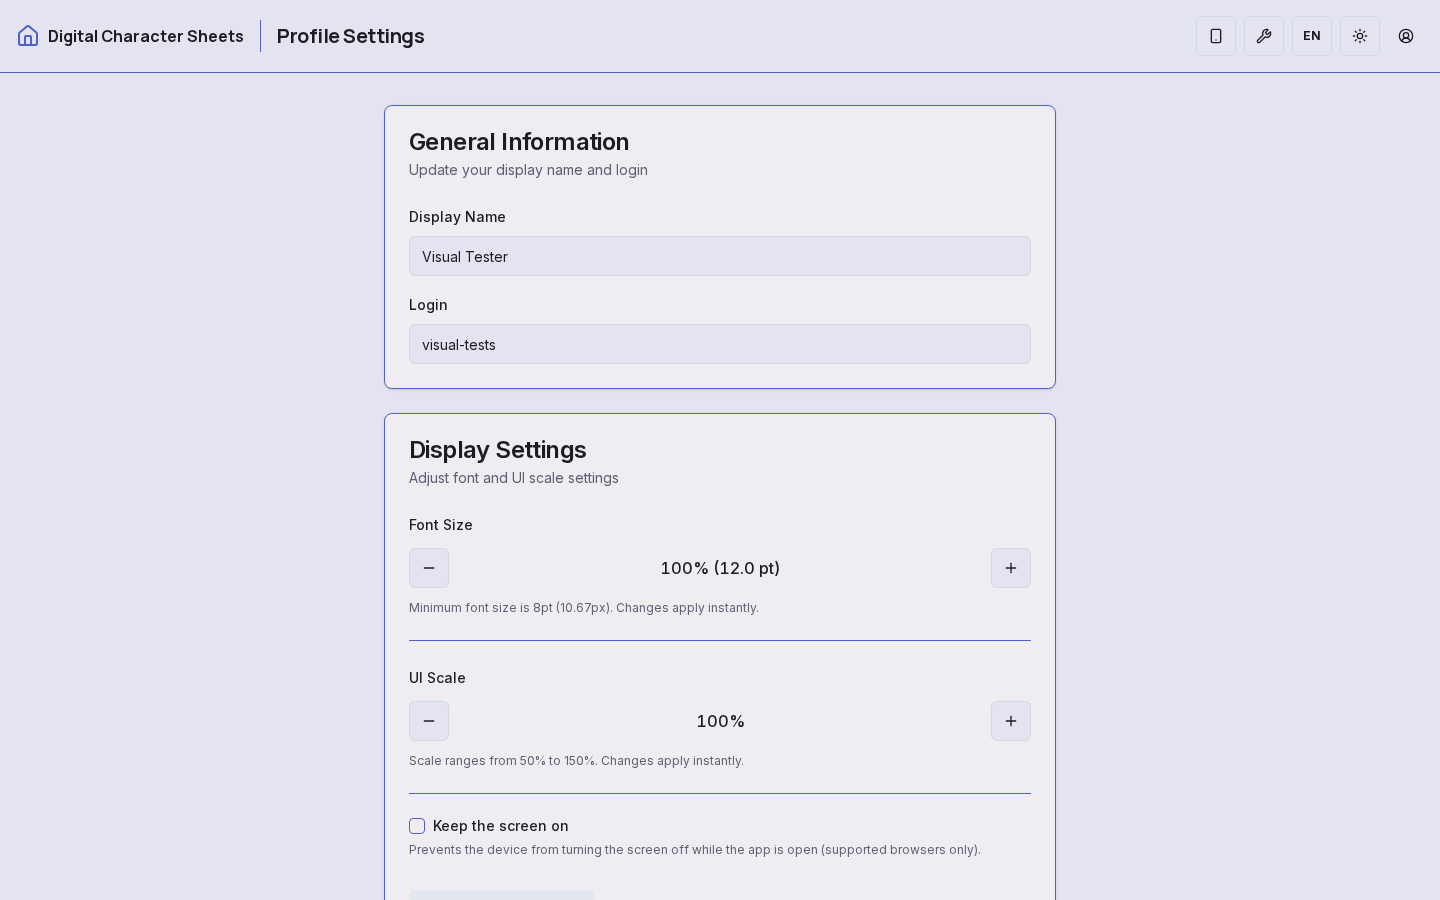 Digital Character Sheets
Profile Settings
EN
General Information
Update your display name and login
Display Name
Visual Tester
Login
visual-tests
Display Settings
Adjust font and UI scale settings
Font Size
100% (12.0 pt)
Minimum font size is 8pt (10.67px). Changes apply instantly.
UI Scale
100%
Scale ranges from 50% to 150%. Changes apply instantly.
Keep the screen on
Prevents the device from turning the screen off while the app is open (supported browsers only).